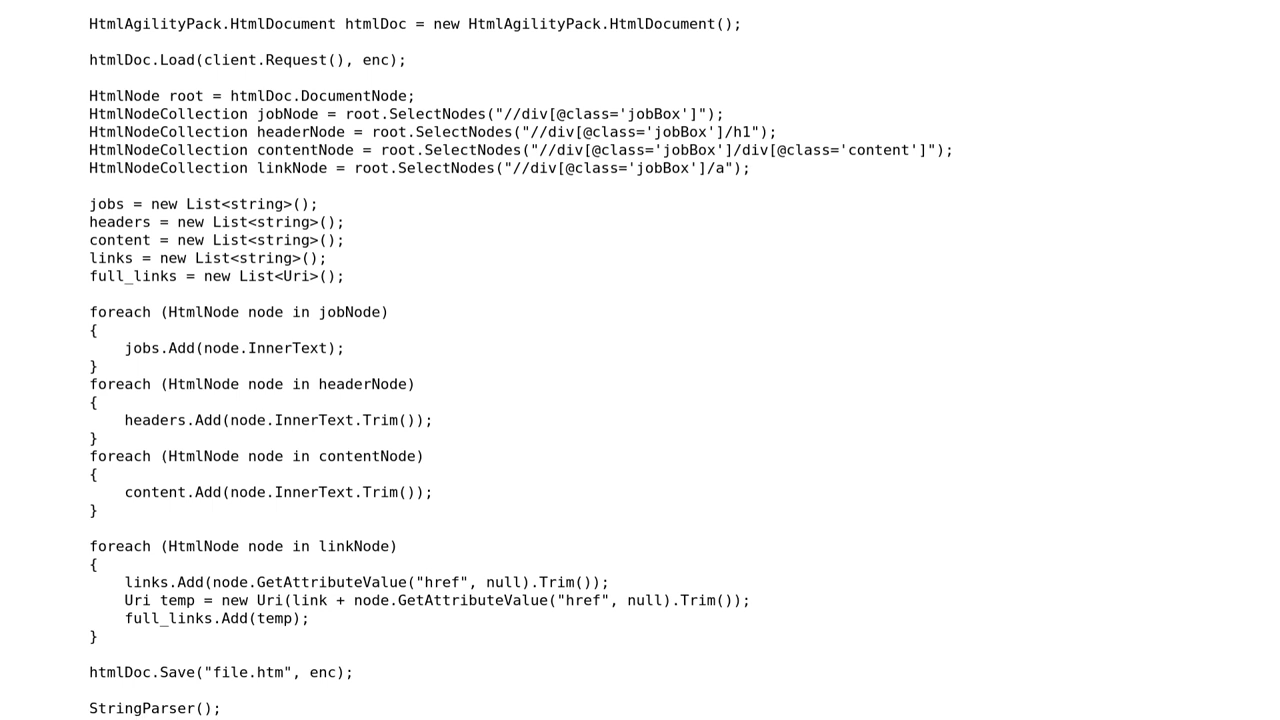 HtmlAgilityPack.HtmlDocument htmlDoc = new HtmlAgilityPack.HtmlDocument();
htmlDoc.Load(client.Request(), enc);
HtmlNode root = htmlDoc.DocumentNode;
HtmlNodeCollection jobNode = root.SelectNodes("//div[@class='jobBox']");
HtmlNodeCollection headerNode = root.SelectNodes("//div[@class='jobBox']/h1");
HtmlNodeCollection contentNode = root.SelectNodes("//div[@class='jobBox']/div[@class='content']");
HtmlNodeCollection linkNode = root.SelectNodes("//div[@class='jobBox']/a");
jobs = new List<string>();
headers = new List<string>();
content = new List<string>();
links = new List<string>();
full_links = new List<Uri>();
foreach (HtmlNode node in jobNode)
{
    jobs.Add(node.InnerText);
}
foreach (HtmlNode node in headerNode)
{
    headers.Add(node.InnerText.Trim());
}
foreach (HtmlNode node in contentNode)
{
    content.Add(node.InnerText.Trim());
}
foreach (HtmlNode node in linkNode)
{
    links.Add(node.GetAttributeValue("href", null).Trim());
    Uri temp = new Uri(link + node.GetAttributeValue("href", null).Trim());
    full_links.Add(temp);
}
htmlDoc.Save("file.htm", enc);
StringParser();